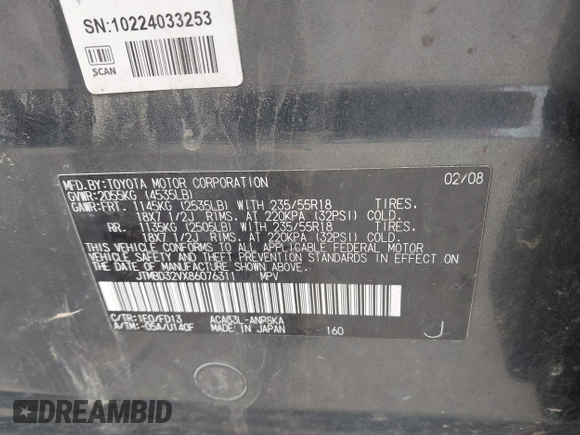 SN:10224033253
SCAN
MFD.BY:TOYOTA MOTOR CORPORATION 02/08
GVWR:2055KG (4535LB)
GAWR:FRT. 1145KG (2535LB) WITH 235/55R18 TIRES.
18X7 1/2J RIMS. AT 220KPA (32PSI) COLD.
RR. 1135KG (2505LB) WITH 235/55R18 TIRES.
18X7 1/2J RIMS. AT 220KPA (32PSI) COLD.
THIS VEHICLE CONFORMS TO ALL APPLICABLE FEDERAL MOTOR
VEHICLE SAFETY AND BUMPER STANDARDS IN EFFECT ON THE
DATE OF MANUFACTURE SHOWN ABOVE.
JTMBD32VX86076311 MPV
C/TR:1E0/FD13 ACA33L-ANPSKA
A/TM:-05A/U140F MADE IN JAPAN 160 J
DREAMBID